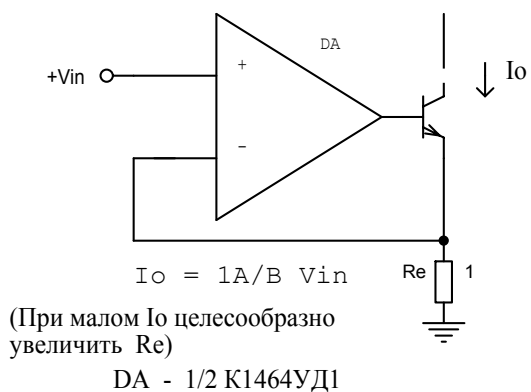 DA
Io
+Vin
+
−
Io = 1A/B Vin
Re
1
(При малом Io целесообразно
увеличить Re)
DA - 1/2 К1464УД1